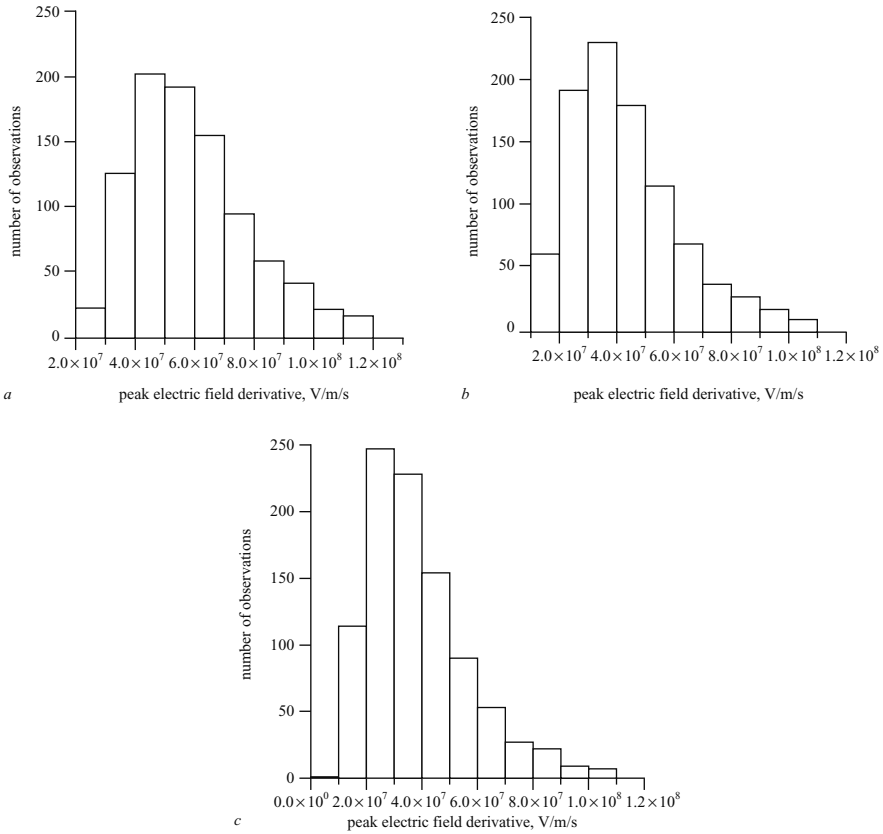 250
200
150
100
50
0
number of observations
2.0×10⁷ 4.0×10⁷ 6.0×10⁷ 8.0×10⁷ 1.0×10⁸ 1.2×10⁸
a peak electric field derivative, V/m/s
250
200
150
100
50
0
number of observations
2.0×10⁷ 4.0×10⁷ 6.0×10⁷ 8.0×10⁷ 1.0×10⁸ 1.2×10⁸
b peak electric field derivative, V/m/s
250
200
150
100
50
0
number of observations
0.0×10⁰ 2.0×10⁷ 4.0×10⁷ 6.0×10⁷ 8.0×10⁷ 1.0×10⁸ 1.2×10⁸
c peak electric field derivative, V/m/s